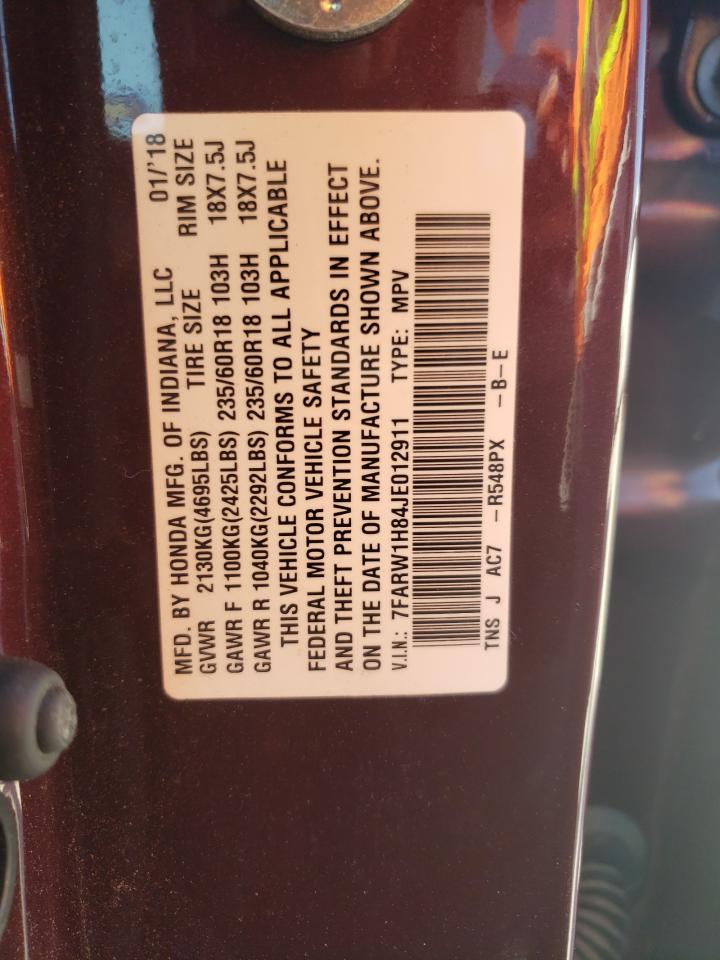 MFD. BY HONDA MFG. OF INDIANA, LLC 01/'18
GVWR 2130KG(4695LBS) TIRE SIZE RIM SIZE
GAWR F 1100KG(2425LBS) 235/60R18 103H 18X7.5J
GAWR R 1040KG(2292LBS) 235/60R18 103H 18X7.5J
THIS VEHICLE CONFORMS TO ALL APPLICABLE
FEDERAL MOTOR VEHICLE SAFETY
AND THEFT PREVENTION STANDARDS IN EFFECT
ON THE DATE OF MANUFACTURE SHOWN ABOVE.
V.I.N.: 7FARW1H84JE012911 TYPE: MPV
TNS J AC7 -R548PX -B-E